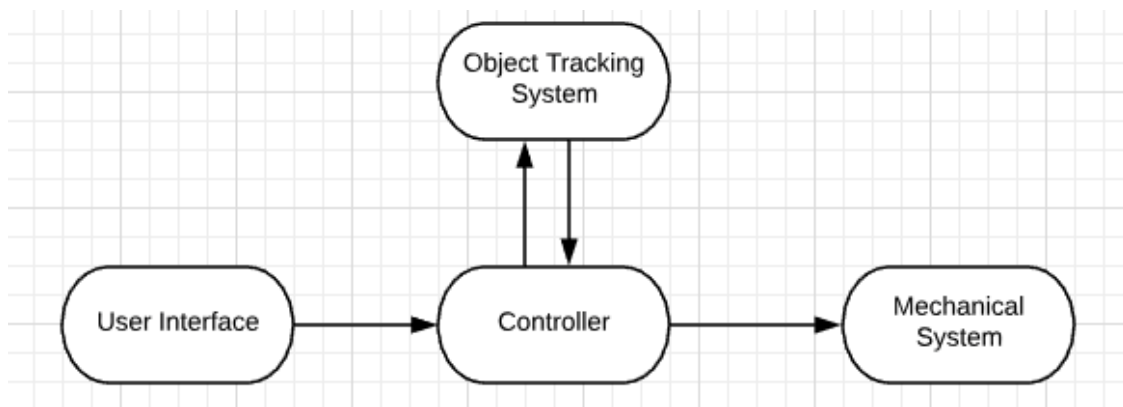 Object Tracking
System
User Interface
Controller
Mechanical
System